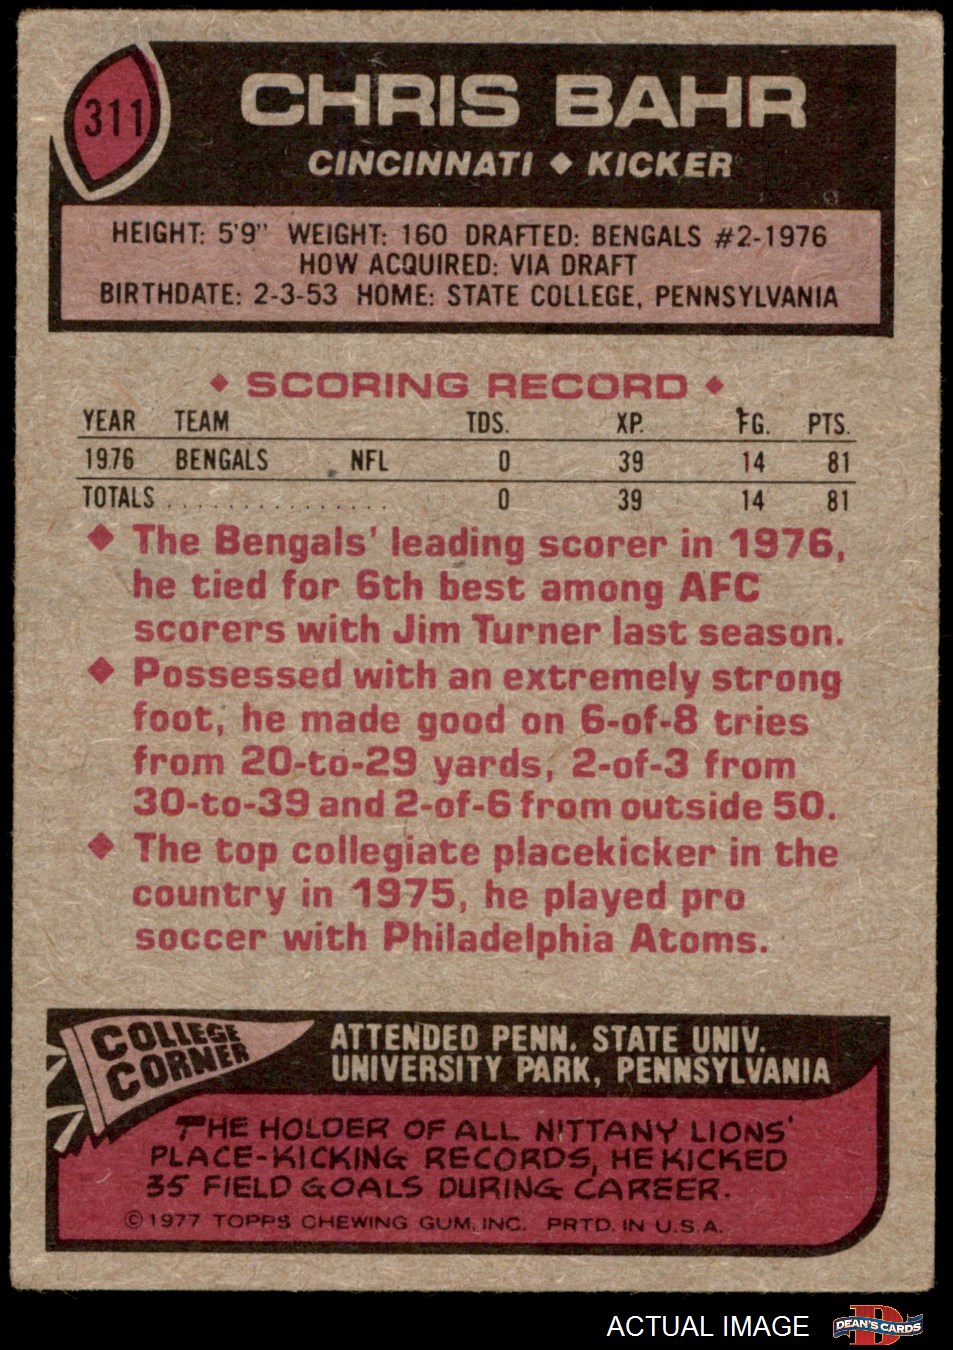 311
CHRIS BAHR
CINCINNATI ♦ KICKER
HEIGHT: 5'9" WEIGHT: 160 DRAFTED: BENGALS #2-1976
HOW ACQUIRED: VIA DRAFT
BIRTHDATE: 2-3-53 HOME: STATE COLLEGE, PENNSYLVANIA
♦ SCORING RECORD ♦
YEAR TEAM TDS. XP. FG. PTS.
1976 BENGALS NFL 0 39 14 81
TOTALS . . . . . . . . . . . . . . . 0 39 14 81
♦ The Bengals' leading scorer in 1976,
he tied for 6th best among AFC
scorers with Jim Turner last season.
♦ Possessed with an extremely strong
foot, he made good on 6-of-8 tries
from 20-to-29 yards, 2-of-3 from
30-to-39 and 2-of-6 from outside 50.
♦ The top collegiate placekicker in the
country in 1975, he played pro
soccer with Philadelphia Atoms.
COLLEGE
CORNER
ATTENDED PENN. STATE UNIV.
UNIVERSITY PARK, PENNSYLVANIA
THE HOLDER OF ALL NITTANY LIONS'
PLACE-KICKING RECORDS, HE KICKED
35 FIELD GOALS DURING CAREER.
©1977 TOPPS CHEWING GUM, INC. PRTD. IN U.S.A.
ACTUAL IMAGE
D
DEAN'S CARDS